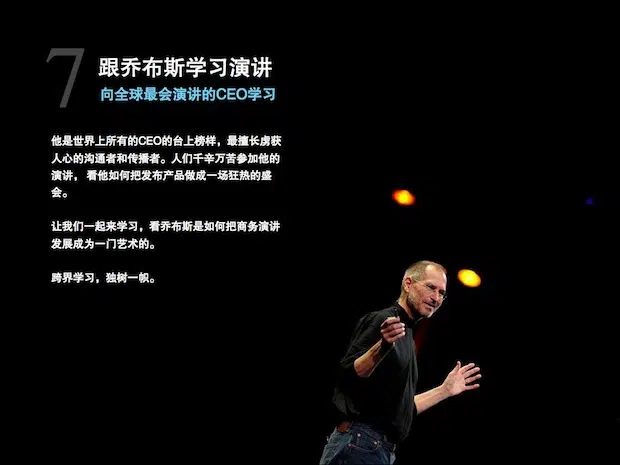 7
跟乔布斯学习演讲
向全球最会演讲的CEO学习
他是世界上所有的CEO的台上榜样，最擅长虏获
人心的沟通者和传播者。人们千辛万苦参加他的
演讲， 看他如何把发布产品做成一场狂热的盛
会。
让我们一起来学习，看乔布斯是如何把商务演讲
发展成为一门艺术的。
跨界学习，独树一帜。